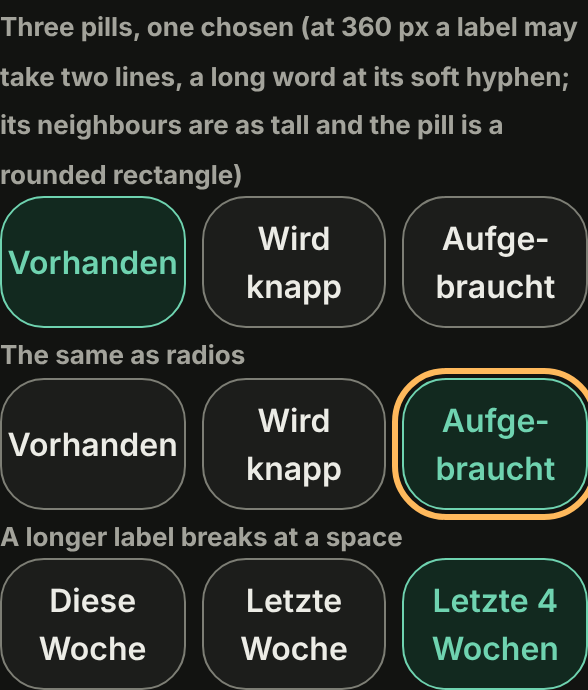 Three pills, one chosen (at 360 px a label may
take two lines, a long word at its soft hyphen;
its neighbours are as tall and the pill is a
rounded rectangle)
Vorhanden
Wird
knapp
Aufge-
braucht
The same as radios
Vorhanden
Wird
knapp
Aufge-
braucht
A longer label breaks at a space
Diese
Woche
Letzte
Woche
Letzte 4
Wochen